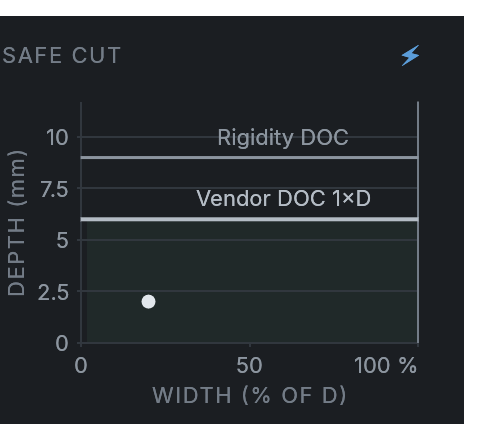 SAFE CUT
10
Rigidity DOC
7.5
Vendor DOC 1×D
5
2.5
0
DEPTH (mm)
0 50 100 %
WIDTH (% OF D)